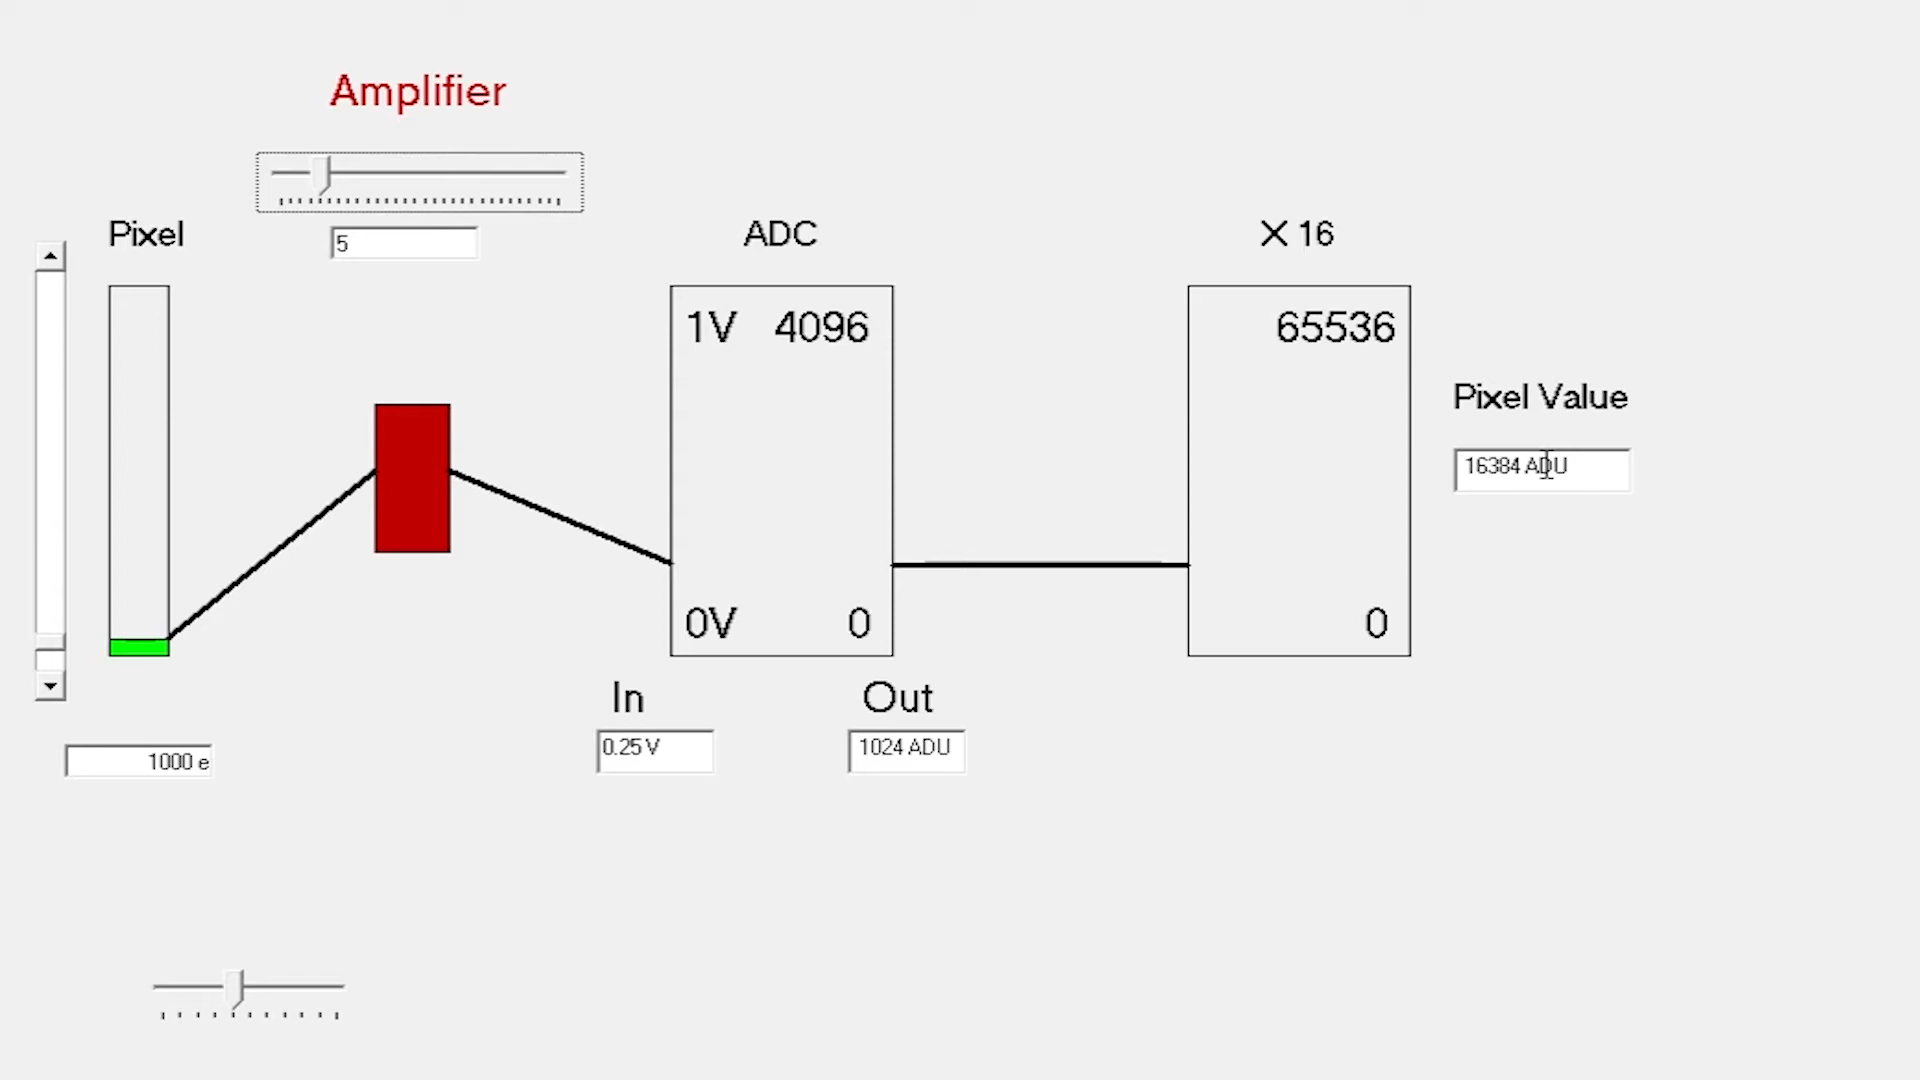 Amplifier
Pixel
5
ADC
X 16
1V 4096
65536
Pixel Value
16384 ADU
0V 0
0
In
Out
0.25 V
1024 ADU
1000 e